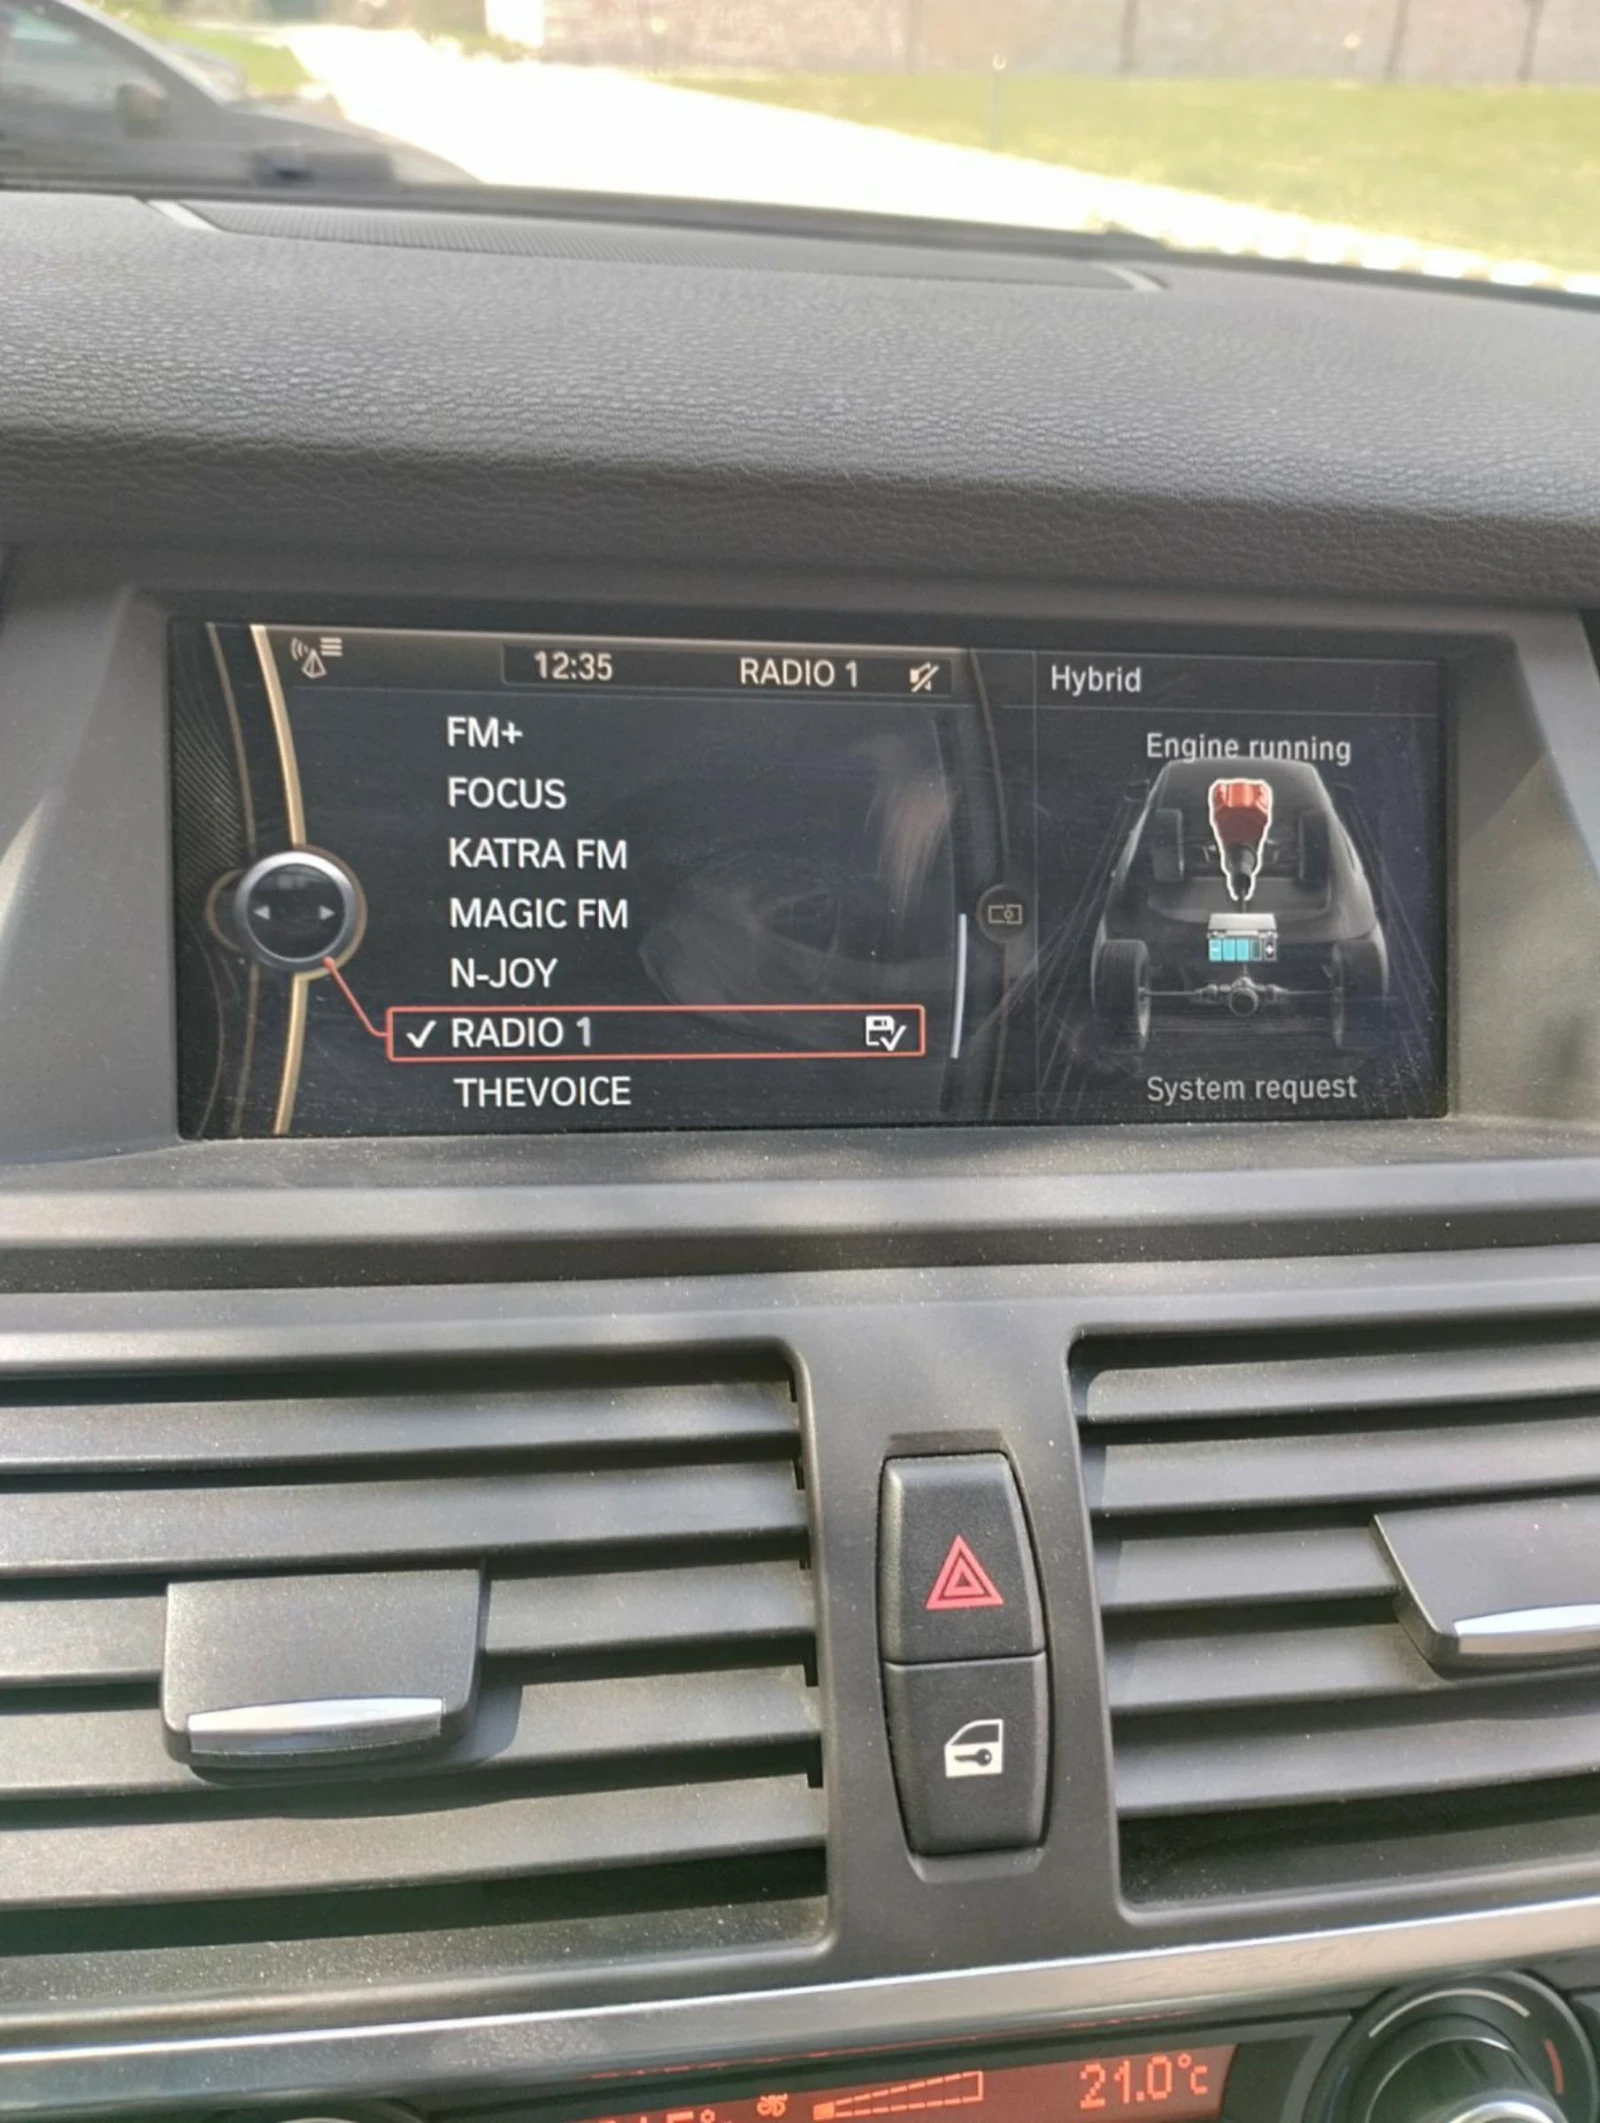 12:35 RADIO 1
Hybrid
FM+
FOCUS
KATRA FM
MAGIC FM
N-JOY
RADIO 1
THEVOICE
Engine running
System request
21.0°C